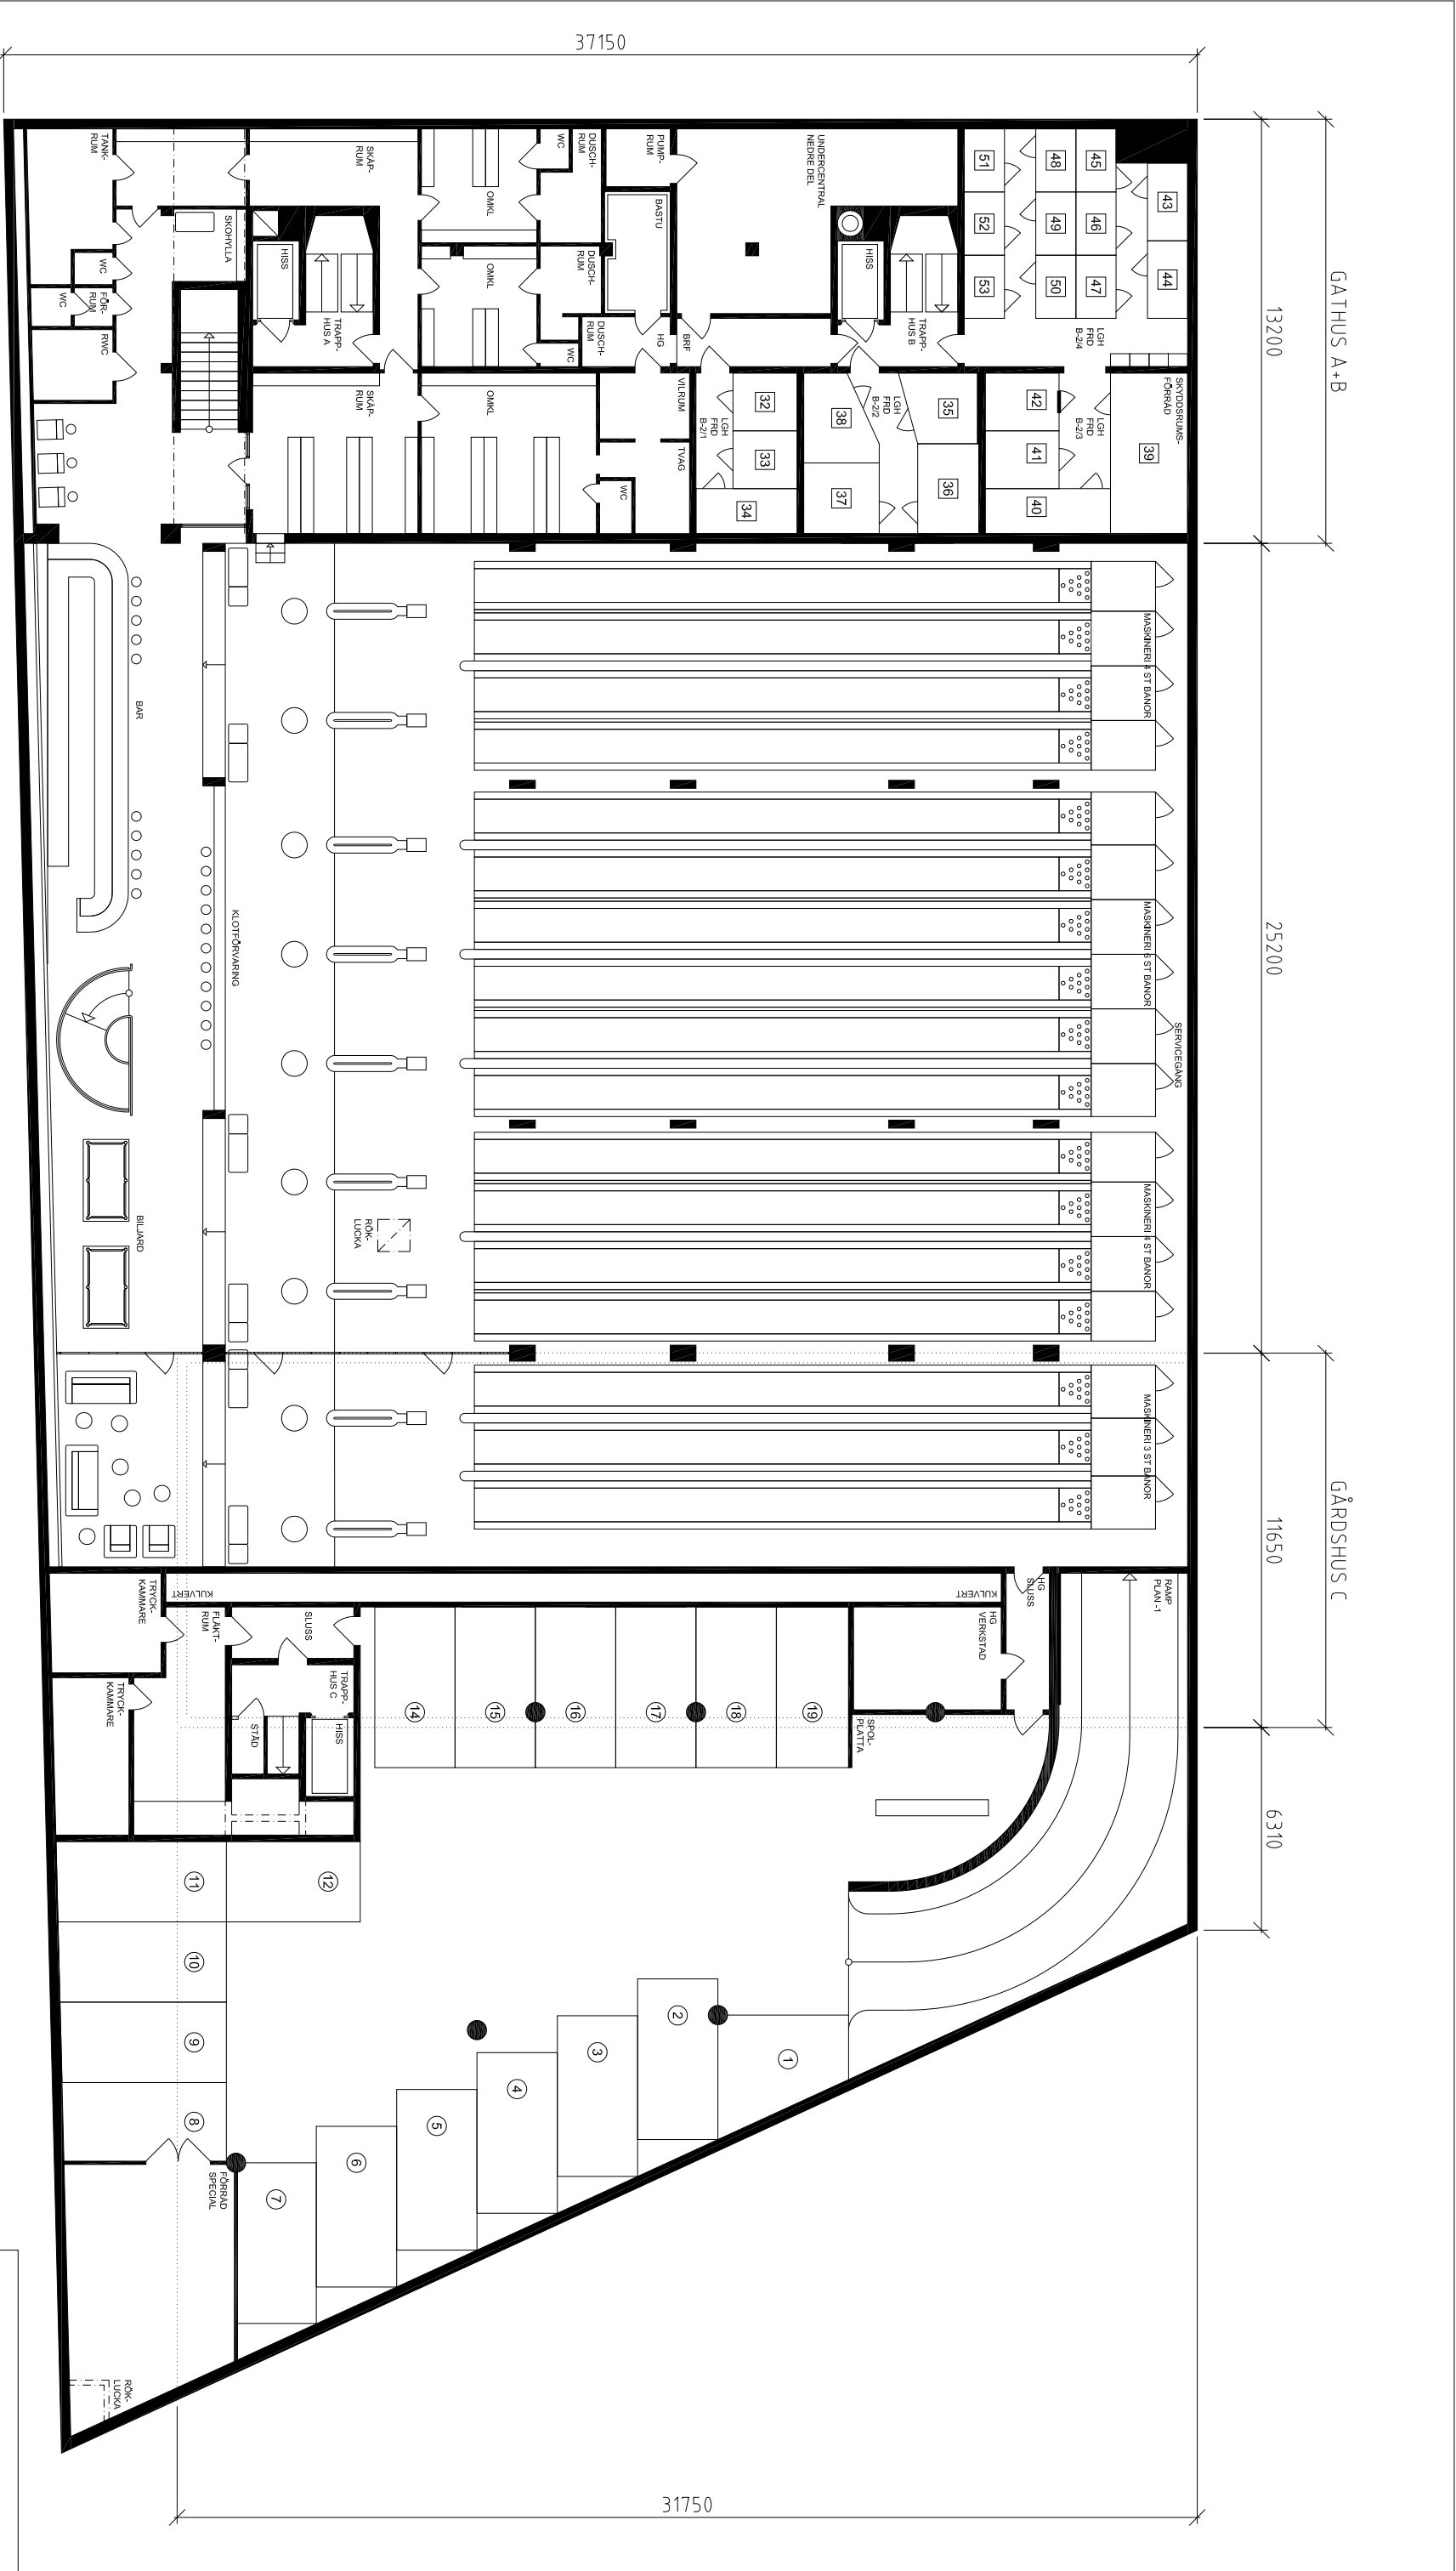 GATHUS A+B
GÅRDSHUS C
13200
25200
11650
6310
37150
31750
43
44
45
46
47
48
49
50
51
52
53
LGH
FRD
B-2/4
SKYDDSRUMS-
FÖRRÅD
39
LGH
FRD
B-2/3
42
41
40
UNDERCENTRAL
NEDRE DEL
HISS
TRAPP-
HUS B
35
36
LGH
FRD
B-2/2
38
37
32
33
34
LGH
FRD
B-2/1
BRF
PUMP-
RUM
BASTU
HG
VILRUM
TVAG
WC
DUSCH-
RUM
WC
DUSCH-
RUM
DUSCH-
RUM
WC
OMKL
OMKL
OMKL
SKÅP-
RUM
SKÅP-
RUM
HISS
TRAPP-
HUS A
SKOHYLLA
TANK-
RUM
WC
FÖR-
RUM
WC
RWC
SERVICEGÅNG
MASKINERI 4 ST BANOR
MASKINERI 6 ST BANOR
MASKINERI 4 ST BANOR
MASKINERI 3 ST BANOR
RÖK-
LUCKA
KLOTFÖRVARING
BAR
BILJARD
RAMP
PLAN -1
HG
SLUSS
HG
VERKSTAD
KULVERT
KULVERT
SPOL-
PLATTA
19
18
17
16
15
14
SLUSS
TRAPP-
HUS C
HISS
STÄD
FLÄKT-
RUM
TRYCK-
KAMMARE
TRYCK-
KAMMARE
12
11
10
9
8
1
2
3
4
5
6
7
FÖRRÅD
SPECIAL
RÖK-
LUCKA